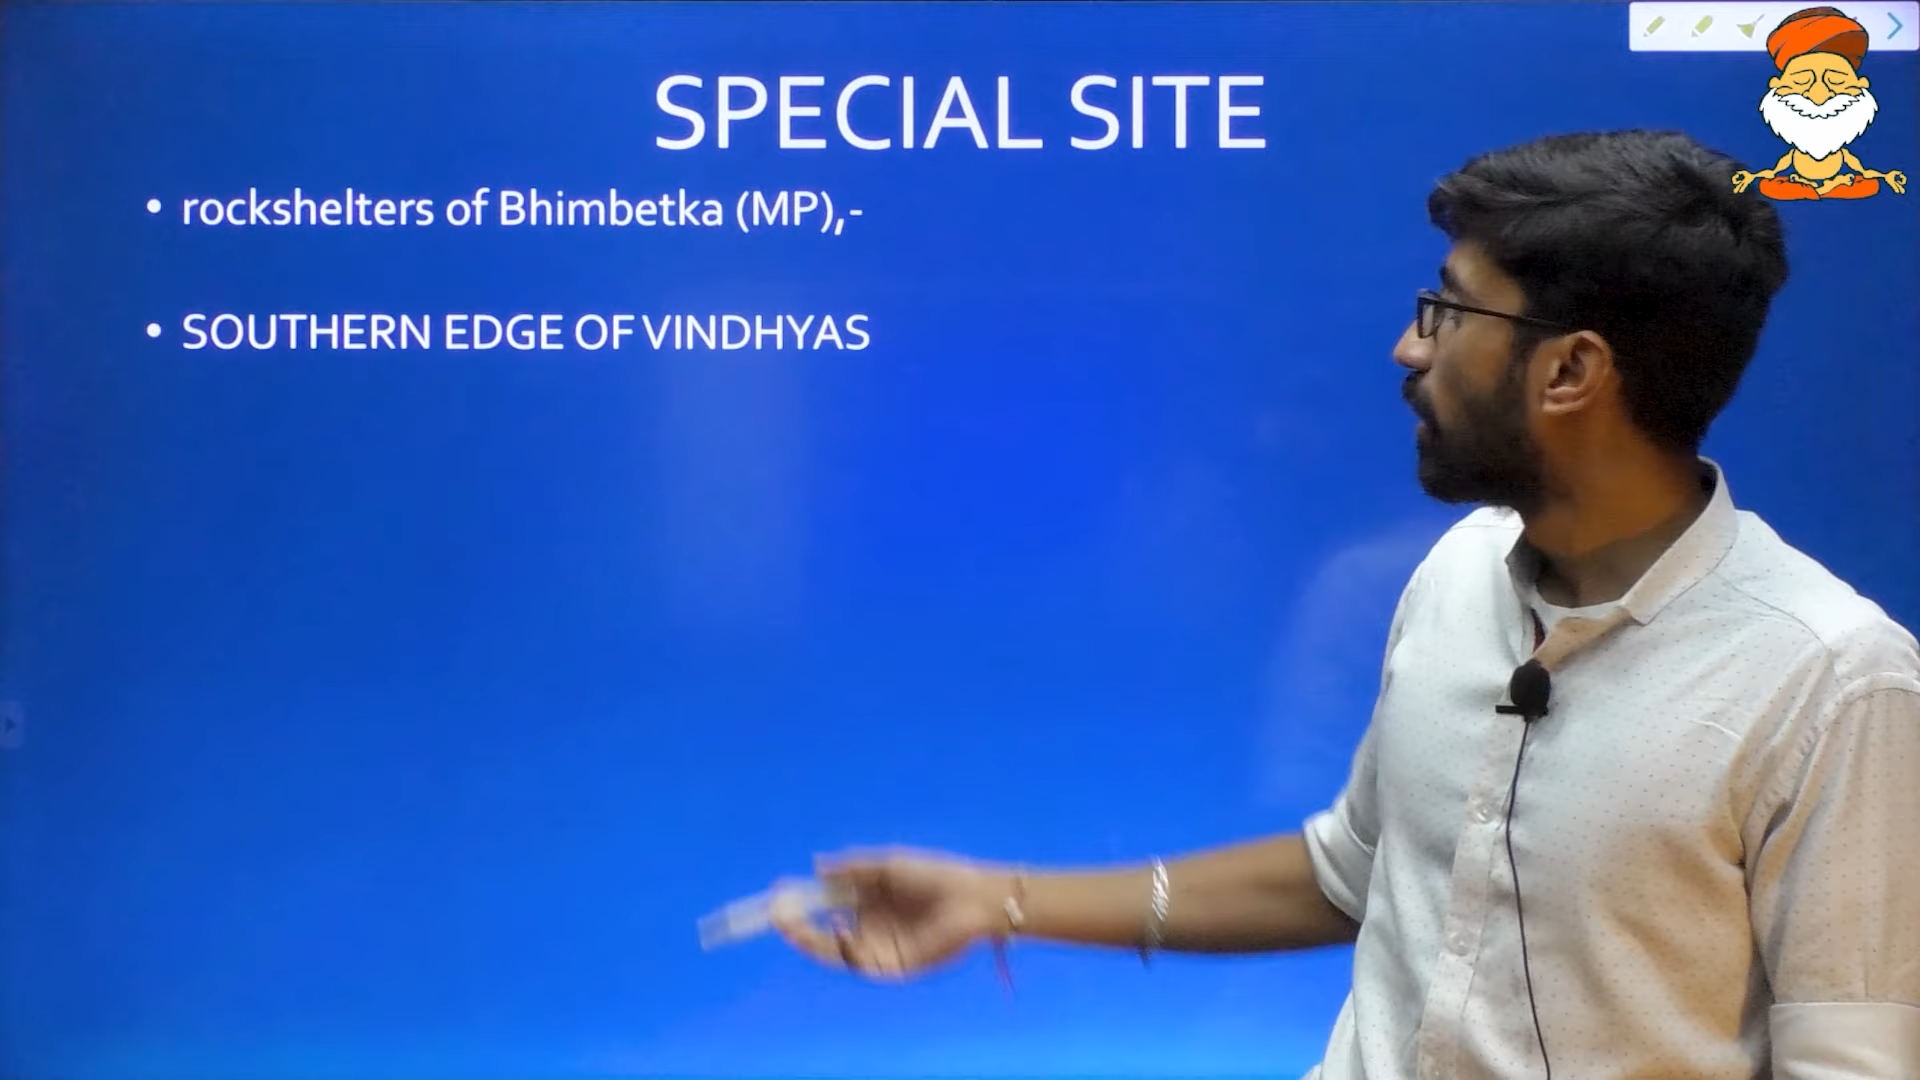 SPECIAL SITE
• rockshelters of Bhimbetka (MP),-
• SOUTHERN EDGE OF VINDHYAS